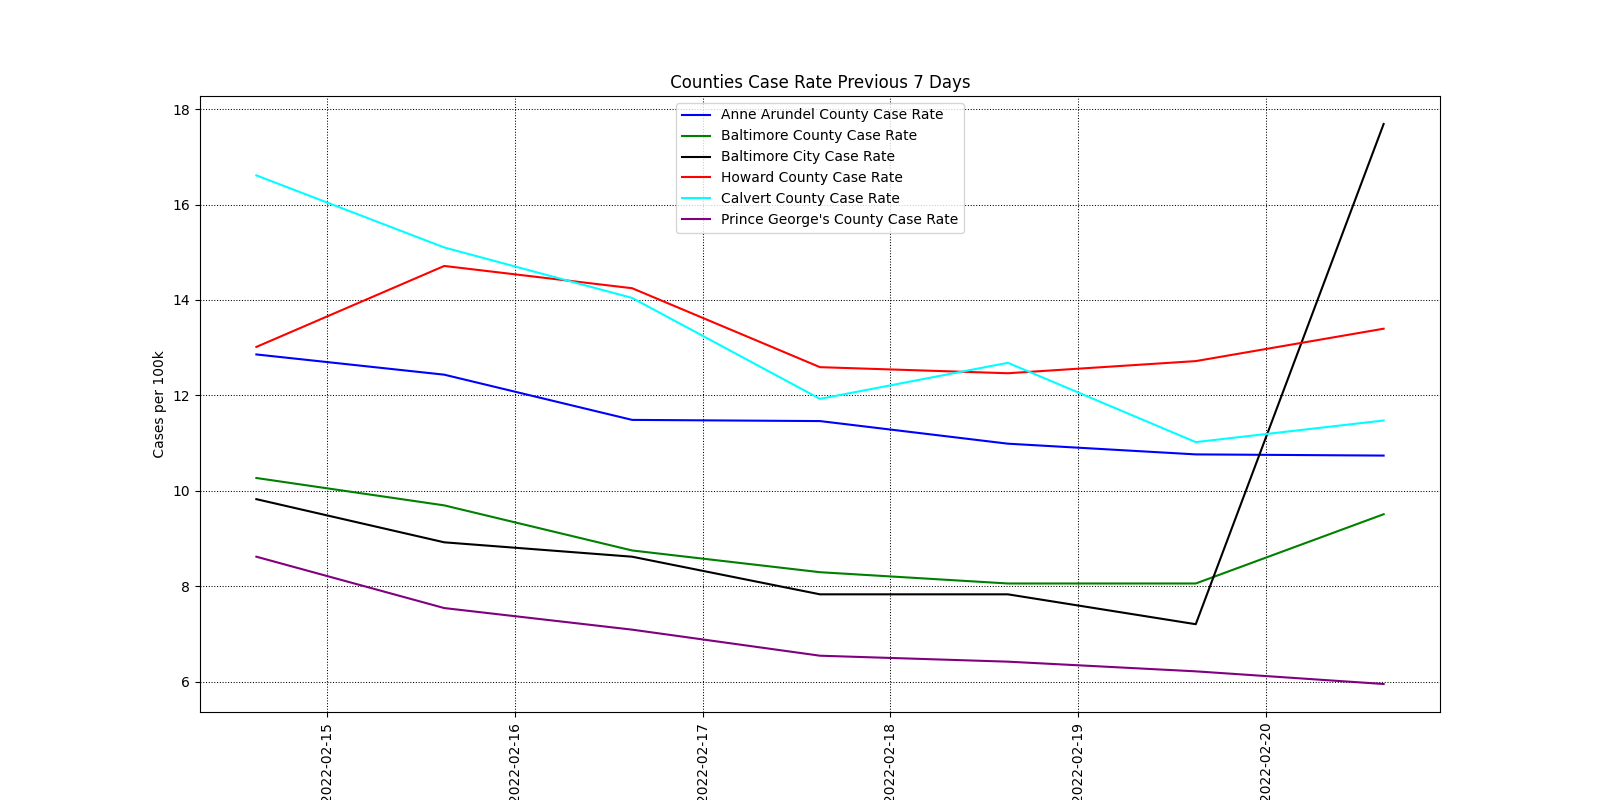 Counties Case Rate Previous 7 Days
Anne Arundel County Case Rate
Baltimore County Case Rate
Baltimore City Case Rate
Howard County Case Rate
Calvert County Case Rate
Prince George's County Case Rate
Cases per 100k
18
16
14
12
10
8
6
2022-02-15
2022-02-16
2022-02-17
2022-02-18
2022-02-19
2022-02-20